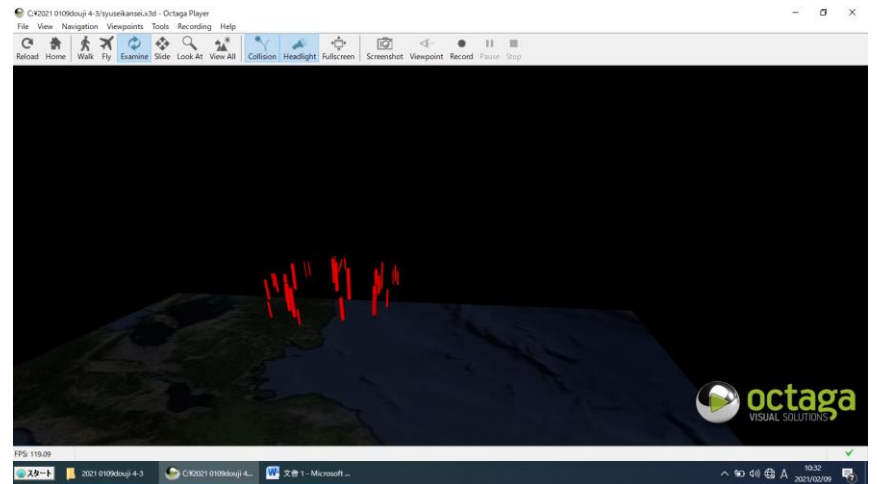 C:¥2021 0109douji 4-3/syuseikansei.x3d - Octaga Player
File View Navigation Viewpoints Tools Recording Help
Reload Home Walk Fly Examine Slide Look At View All Collision Headlight Fullscreen Screenshot Viewpoint Record Pause Stop
octaga
VISUAL SOLUTIONS
FPS: 119.09
スタート 2021 0109douji 4-3 C:¥2021 0109douji 4... 文書 1 - Microsoft ... A 10:32
2021/02/09